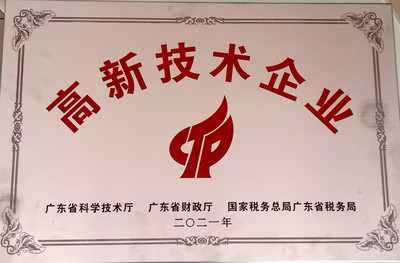 高新技术企业
广东省科学技术厅 广东省财政厅 国家税务总局广东省税务局
二〇二一年